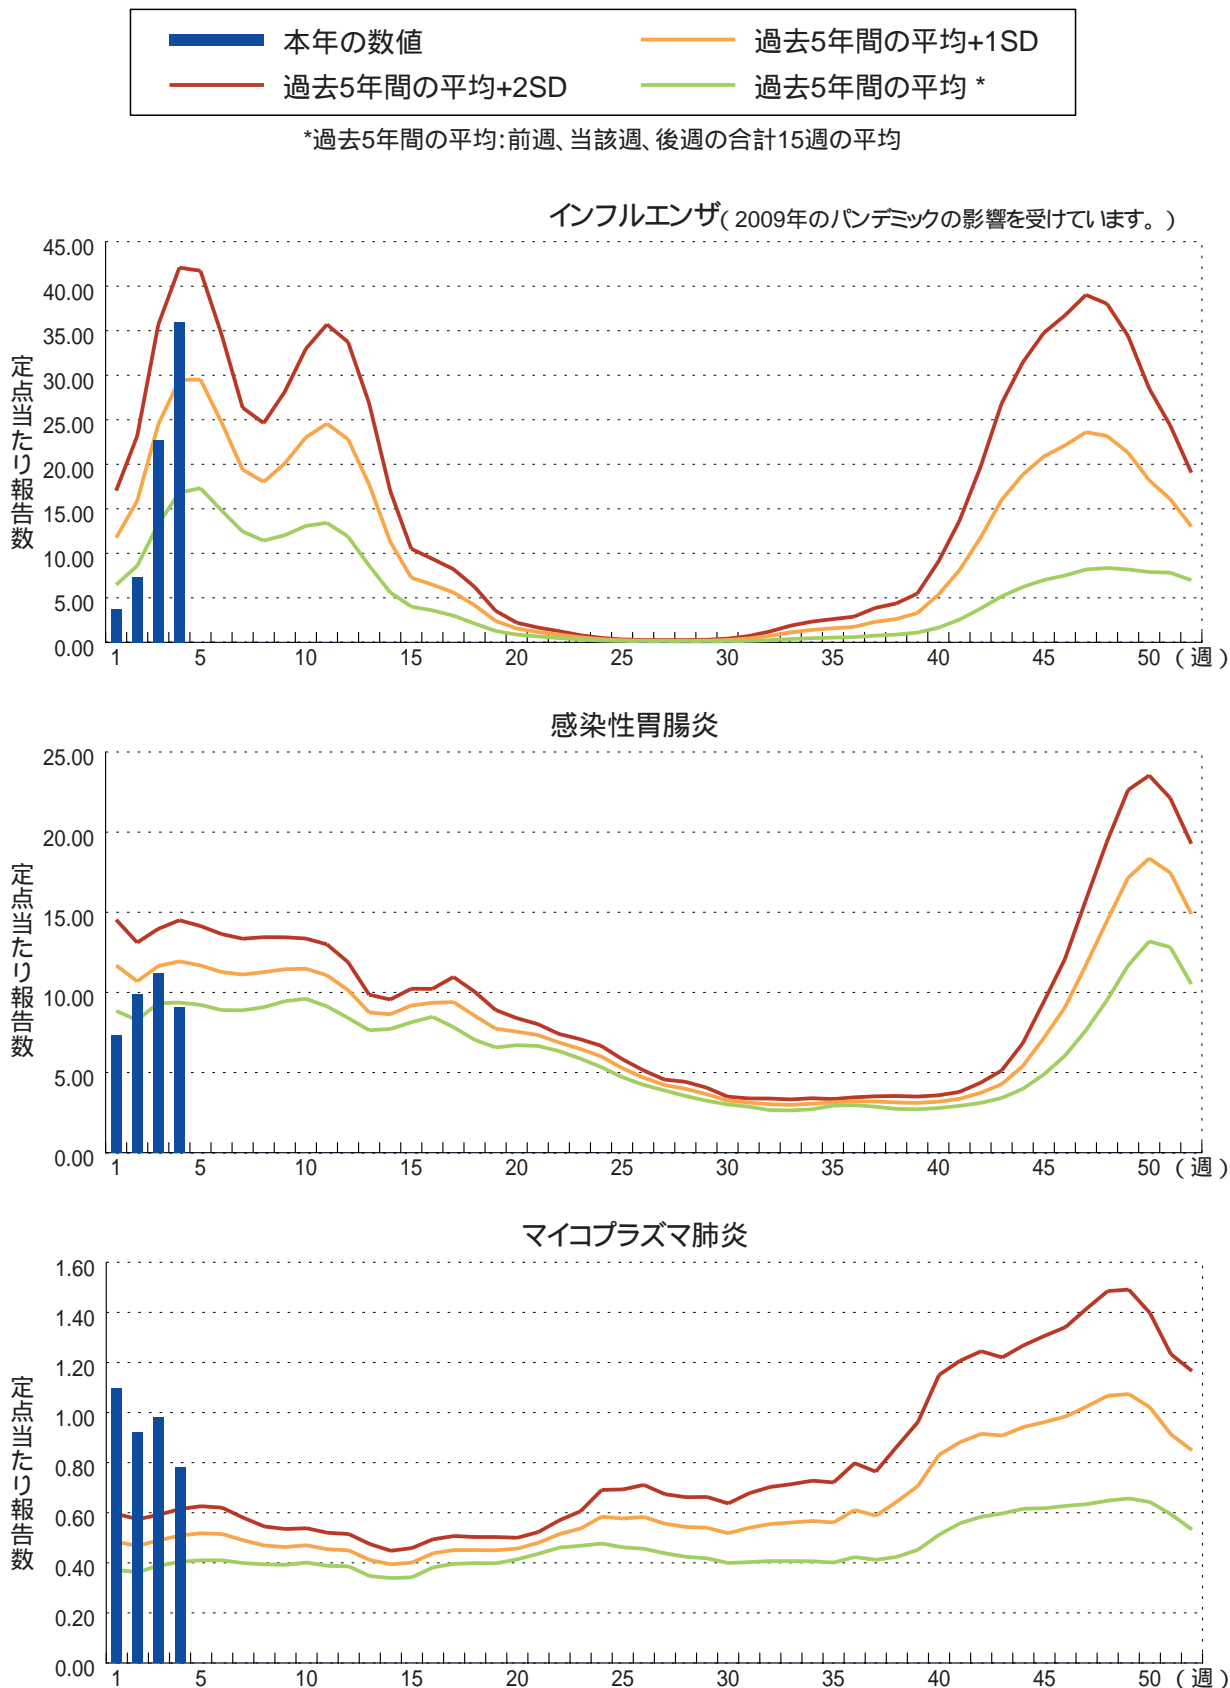 本年の数値
過去5年間の平均+1SD
過去5年間の平均+2SD
過去5年間の平均 *
*過去5年間の平均：前週、当該週、後週の合計15週の平均
インフルエンザ（2009年のパンデミックの影響を受けています。）
定点当たり報告数
45.00
40.00
35.00
30.00
25.00
20.00
15.00
10.00
5.00
0.00
1 5 10 15 20 25 30 35 40 45 50 （週）
感染性胃腸炎
定点当たり報告数
25.00
20.00
15.00
10.00
5.00
0.00
1 5 10 15 20 25 30 35 40 45 50 （週）
マイコプラズマ肺炎
定点当たり報告数
1.60
1.40
1.20
1.00
0.80
0.60
0.40
0.20
0.00
1 5 10 15 20 25 30 35 40 45 50 （週）